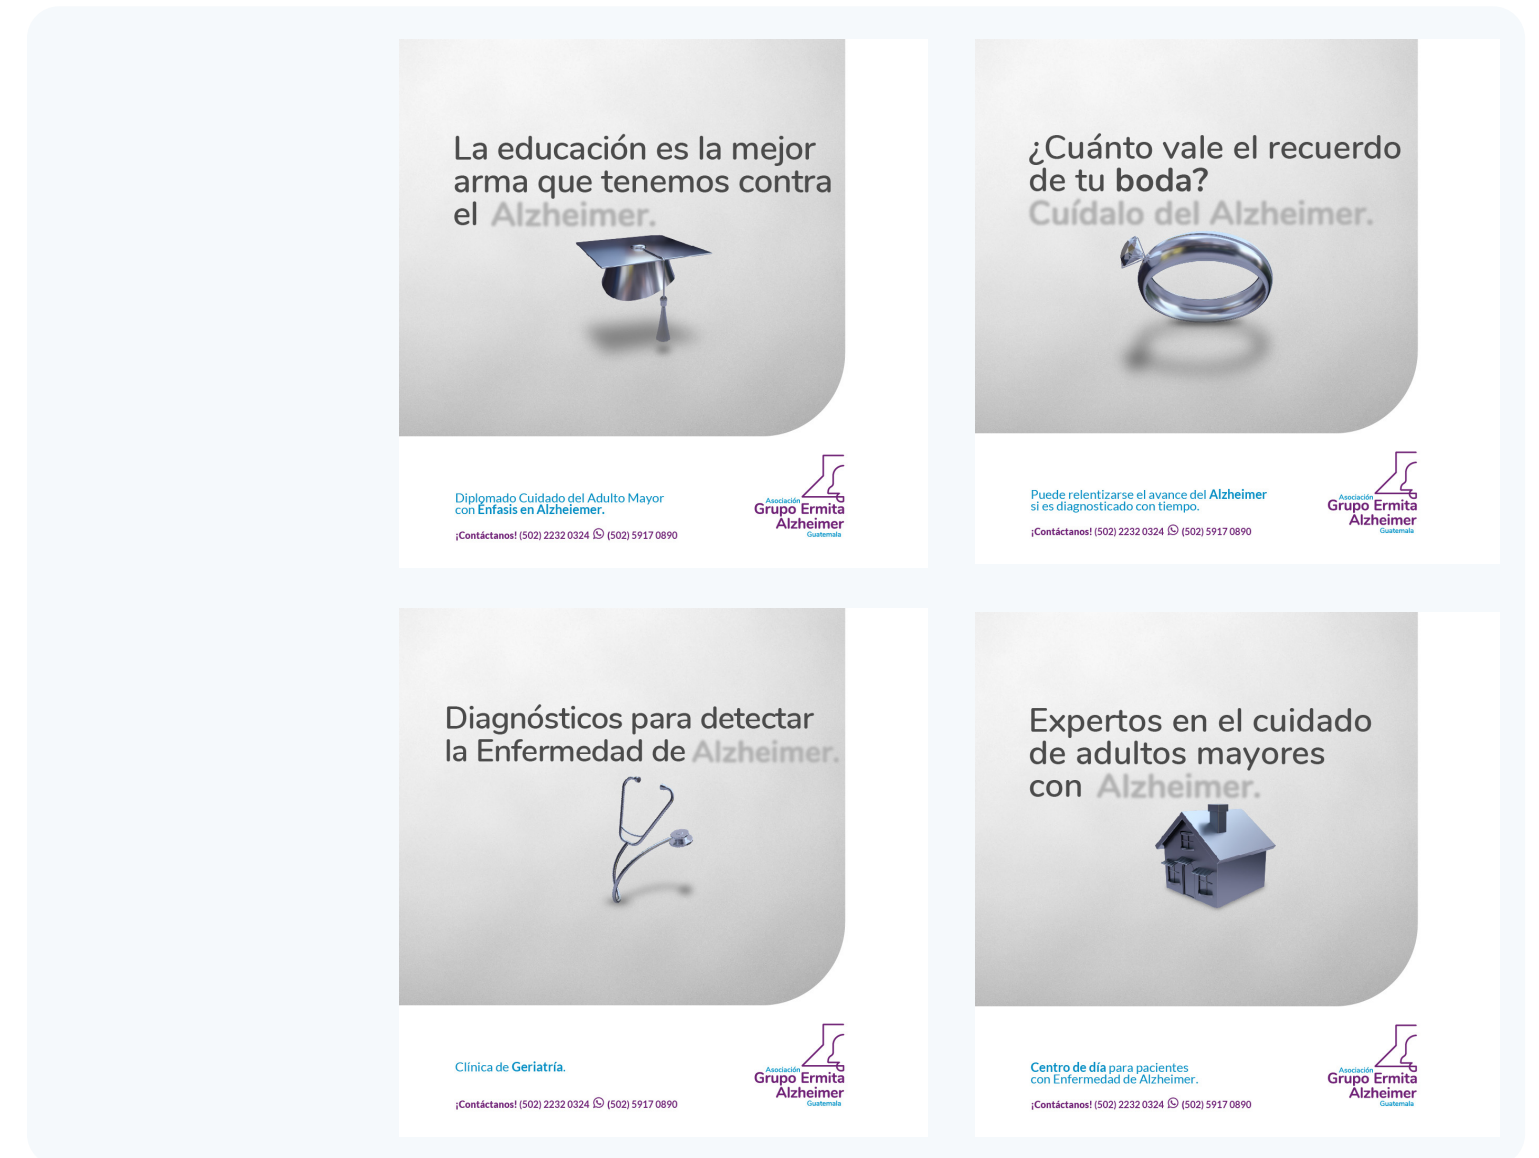 La educación es la mejor
arma que tenemos contra
el Alzheimer.
Diplomado Cuidado del Adulto Mayor
con Énfasis en Alzheiemer.
¡Contáctanos! (502) 2232 0324 (502) 5917 0890
Asociación
Grupo Ermita
Alzheimer
Guatemala
¿Cuánto vale el recuerdo
de tu boda?
Cuídalo del Alzheimer.
Puede relentizarse el avance del Alzheimer
si es diagnosticado con tiempo.
¡Contáctanos! (502) 2232 0324 (502) 5917 0890
Asociación
Grupo Ermita
Alzheimer
Guatemala
Diagnósticos para detectar
la Enfermedad de Alzheimer.
Clínica de Geriatría.
¡Contáctanos! (502) 2232 0324 (502) 5917 0890
Asociación
Grupo Ermita
Alzheimer
Guatemala
Expertos en el cuidado
de adultos mayores
con Alzheimer.
Centro de día para pacientes
con Enfermedad de Alzheimer.
¡Contáctanos! (502) 2232 0324 (502) 5917 0890
Asociación
Grupo Ermita
Alzheimer
Guatemala